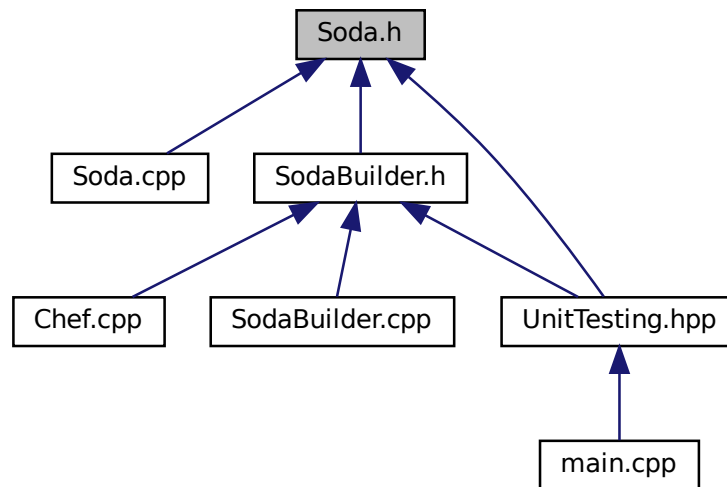 Soda.h
Soda.cpp
SodaBuilder.h
Chef.cpp
SodaBuilder.cpp
UnitTesting.hpp
main.cpp